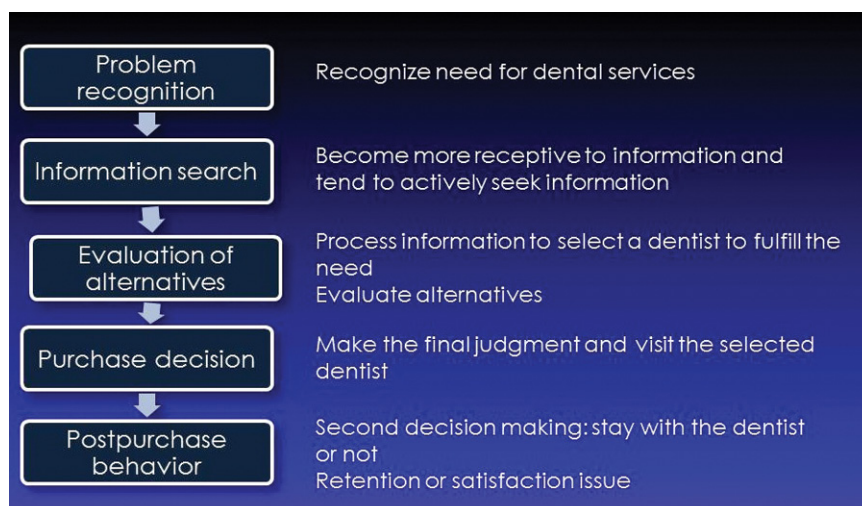 Problem
recognition
Recognize need for dental services
Information search
Become more receptive to information and
tend to actively seek information
Evaluation of
alternatives
Process information to select a dentist to fulfill the
need
Evaluate alternatives
Purchase decision
Make the final judgment and visit the selected
dentist
Postpurchase
behavior
Second decision making: stay with the dentist
or not
Retention or satisfaction issue